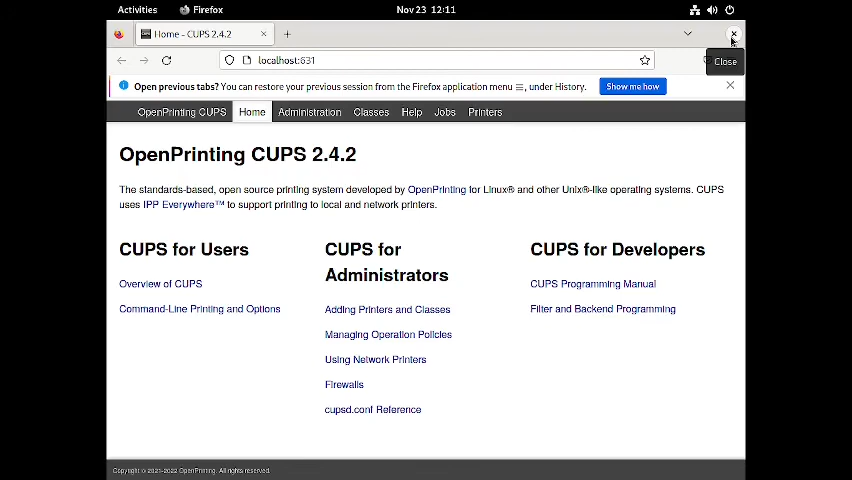 Activities Firefox Nov 23 12:11
Home - CUPS 2.4.2
localhost:631
Close
Open previous tabs? You can restore your previous session from the Firefox application menu ☰, under History. Show me how
OpenPrinting CUPS Home Administration Classes Help Jobs Printers
OpenPrinting CUPS 2.4.2
The standards-based, open source printing system developed by OpenPrinting for Linux® and other Unix®-like operating systems. CUPS
uses IPP Everywhere™ to support printing to local and network printers.
CUPS for Users
Overview of CUPS
Command-Line Printing and Options
CUPS for
Administrators
Adding Printers and Classes
Managing Operation Policies
Using Network Printers
Firewalls
cupsd.conf Reference
CUPS for Developers
CUPS Programming Manual
Filter and Backend Programming
Copyright © 2021-2022 OpenPrinting. All rights reserved.